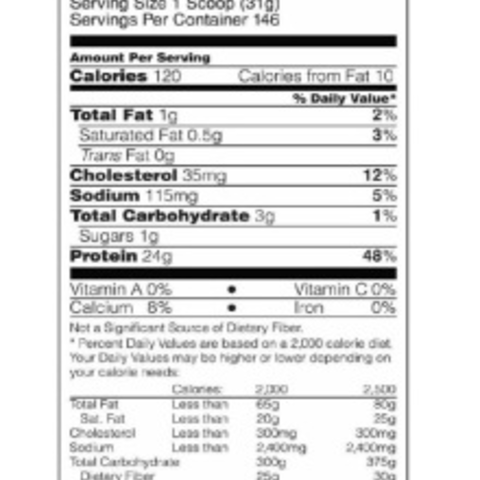 Serving Size 1 Scoop (31g)
Servings Per Container 146
Amount Per Serving
Calories 120 Calories from Fat 10
% Daily Value*
Total Fat 1g 2%
Saturated Fat 0.5g 3%
Trans Fat 0g
Cholesterol 35mg 12%
Sodium 115mg 5%
Total Carbohydrate 3g 1%
Sugars 1g
Protein 24g 48%
Vitamin A 0% • Vitamin C 0%
Calcium 8% • Iron 0%
Not a Significant Source of Dietary Fiber.
* Percent Daily Values are based on a 2,000 calorie diet.
Your Daily Values may be higher or lower depending on
your calorie needs:
Calories: 2,000 2,500
Total Fat Less than 65g 80g
Sat. Fat Less than 20g 25g
Cholesterol Less than 300mg 300mg
Sodium Less than 2,400mg 2,400mg
Total Carbohydrate 300g 375g
Dietary Fiber 25g 30g